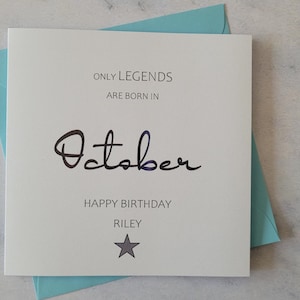 ONLY LEGENDS
ARE BORN IN
October
HAPPY BIRTHDAY
RILEY